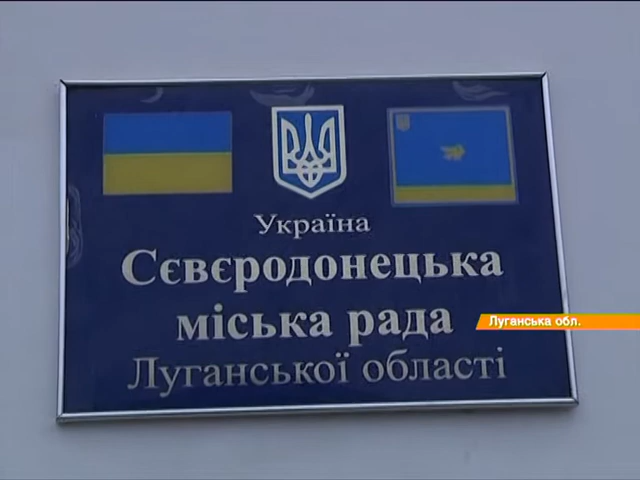 Україна
Сєвєродонецька
міська рада
Луганської області
Луганська обл.